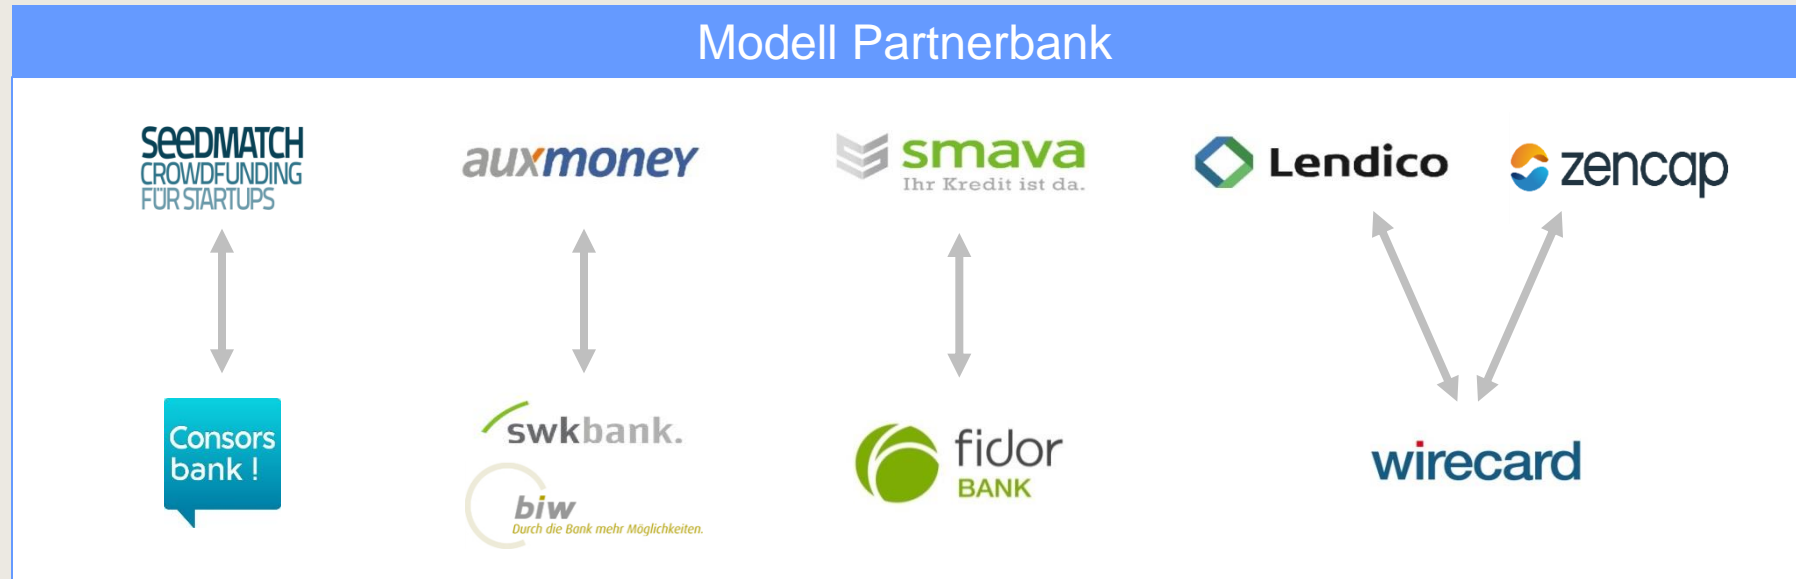 Modell Partnerbank
SEEDMATCH
CROWDFUNDING
FÜR STARTUPS
auxmoney
smava
Ihr Kredit ist da.
Lendico
zencap
Consors
bank !
swkbank.
biw
Durch die Bank mehr Möglichkeiten.
fidor
BANK
wirecard